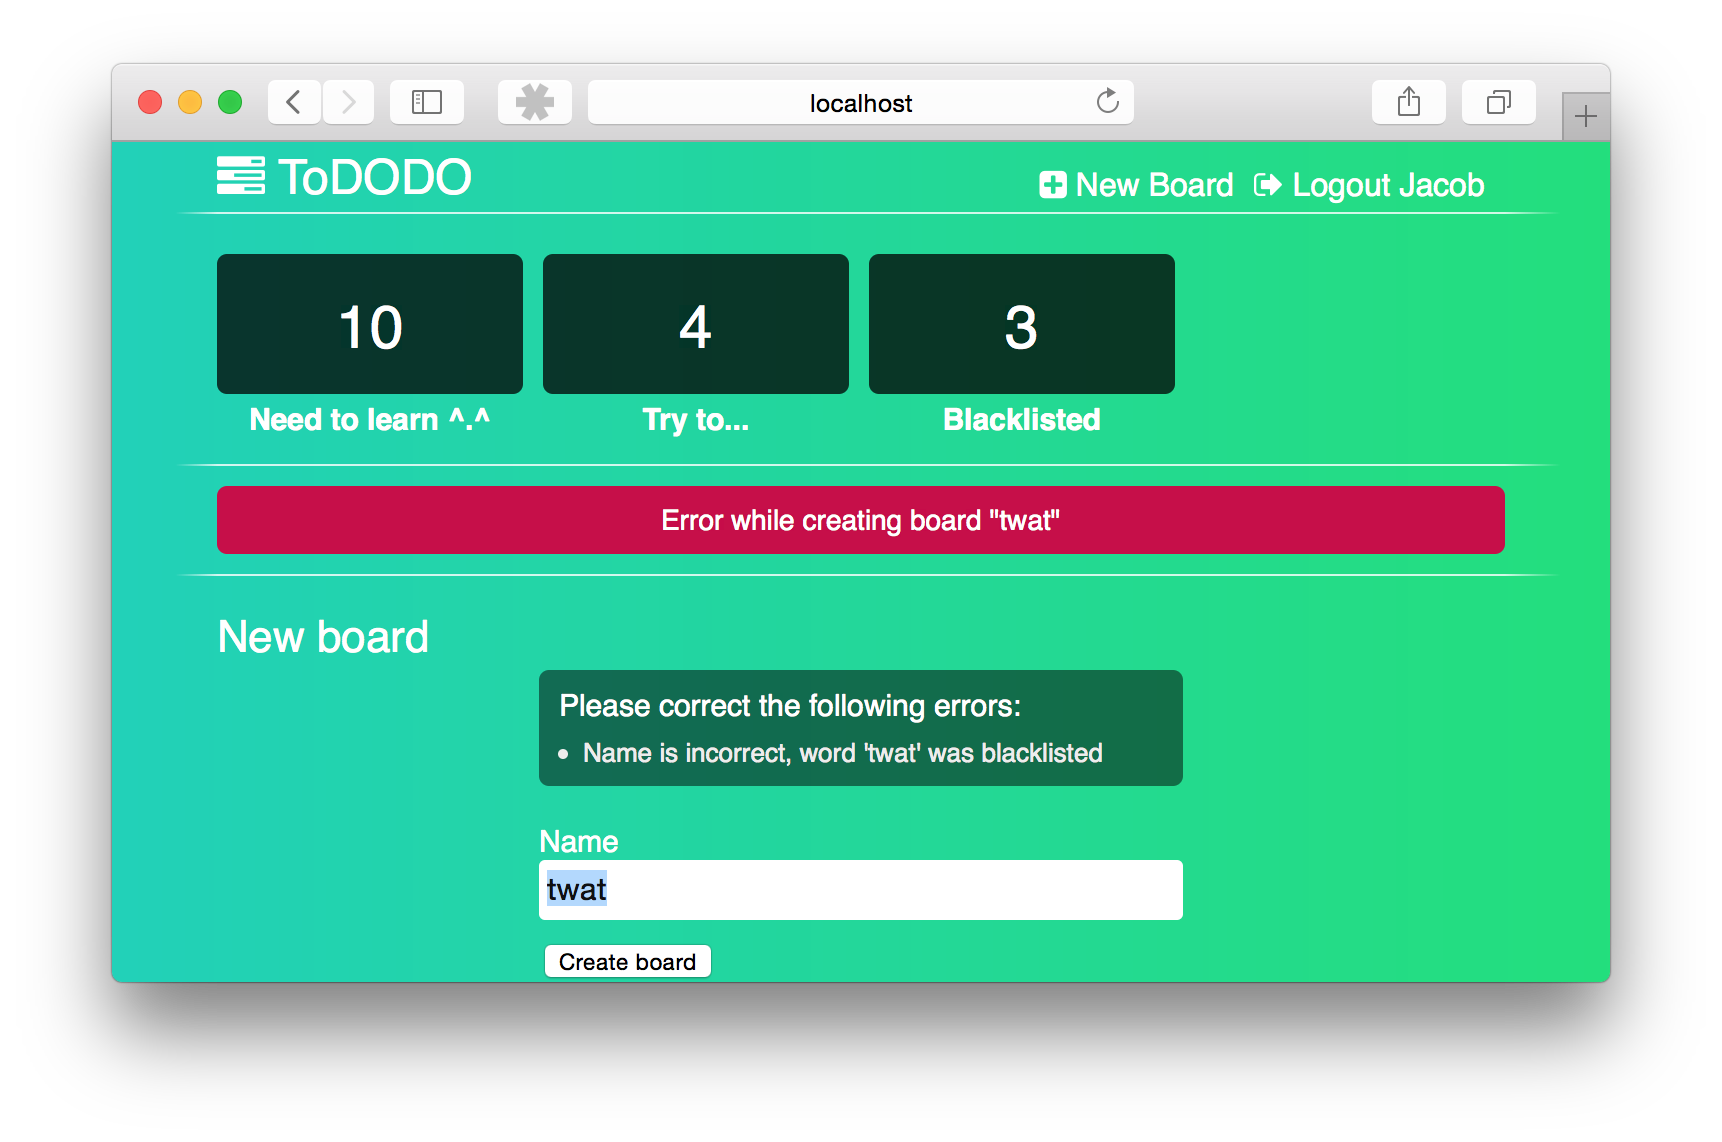 localhost
ToDODO
New Board Logout Jacob
10 4 3
Need to learn ^.^ Try to... Blacklisted
Error while creating board "twat"
New board
Please correct the following errors:
Name is incorrect, word 'twat' was blacklisted
Name
twat
Create board